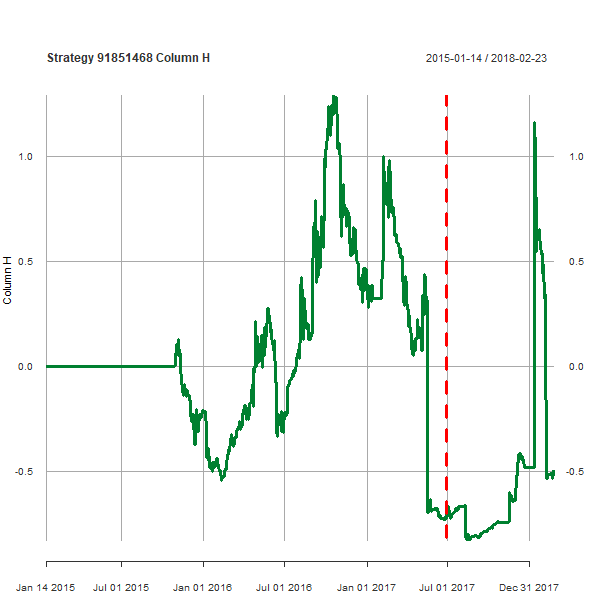 Strategy 91851468 Column H
2015-01-14 / 2018-02-23
Column H
1.0
0.5
0.0
-0.5
1.0
0.5
0.0
-0.5
Jan 14 2015
Jul 01 2015
Jan 01 2016
Jul 01 2016
Jan 01 2017
Jul 01 2017
Dec 31 2017